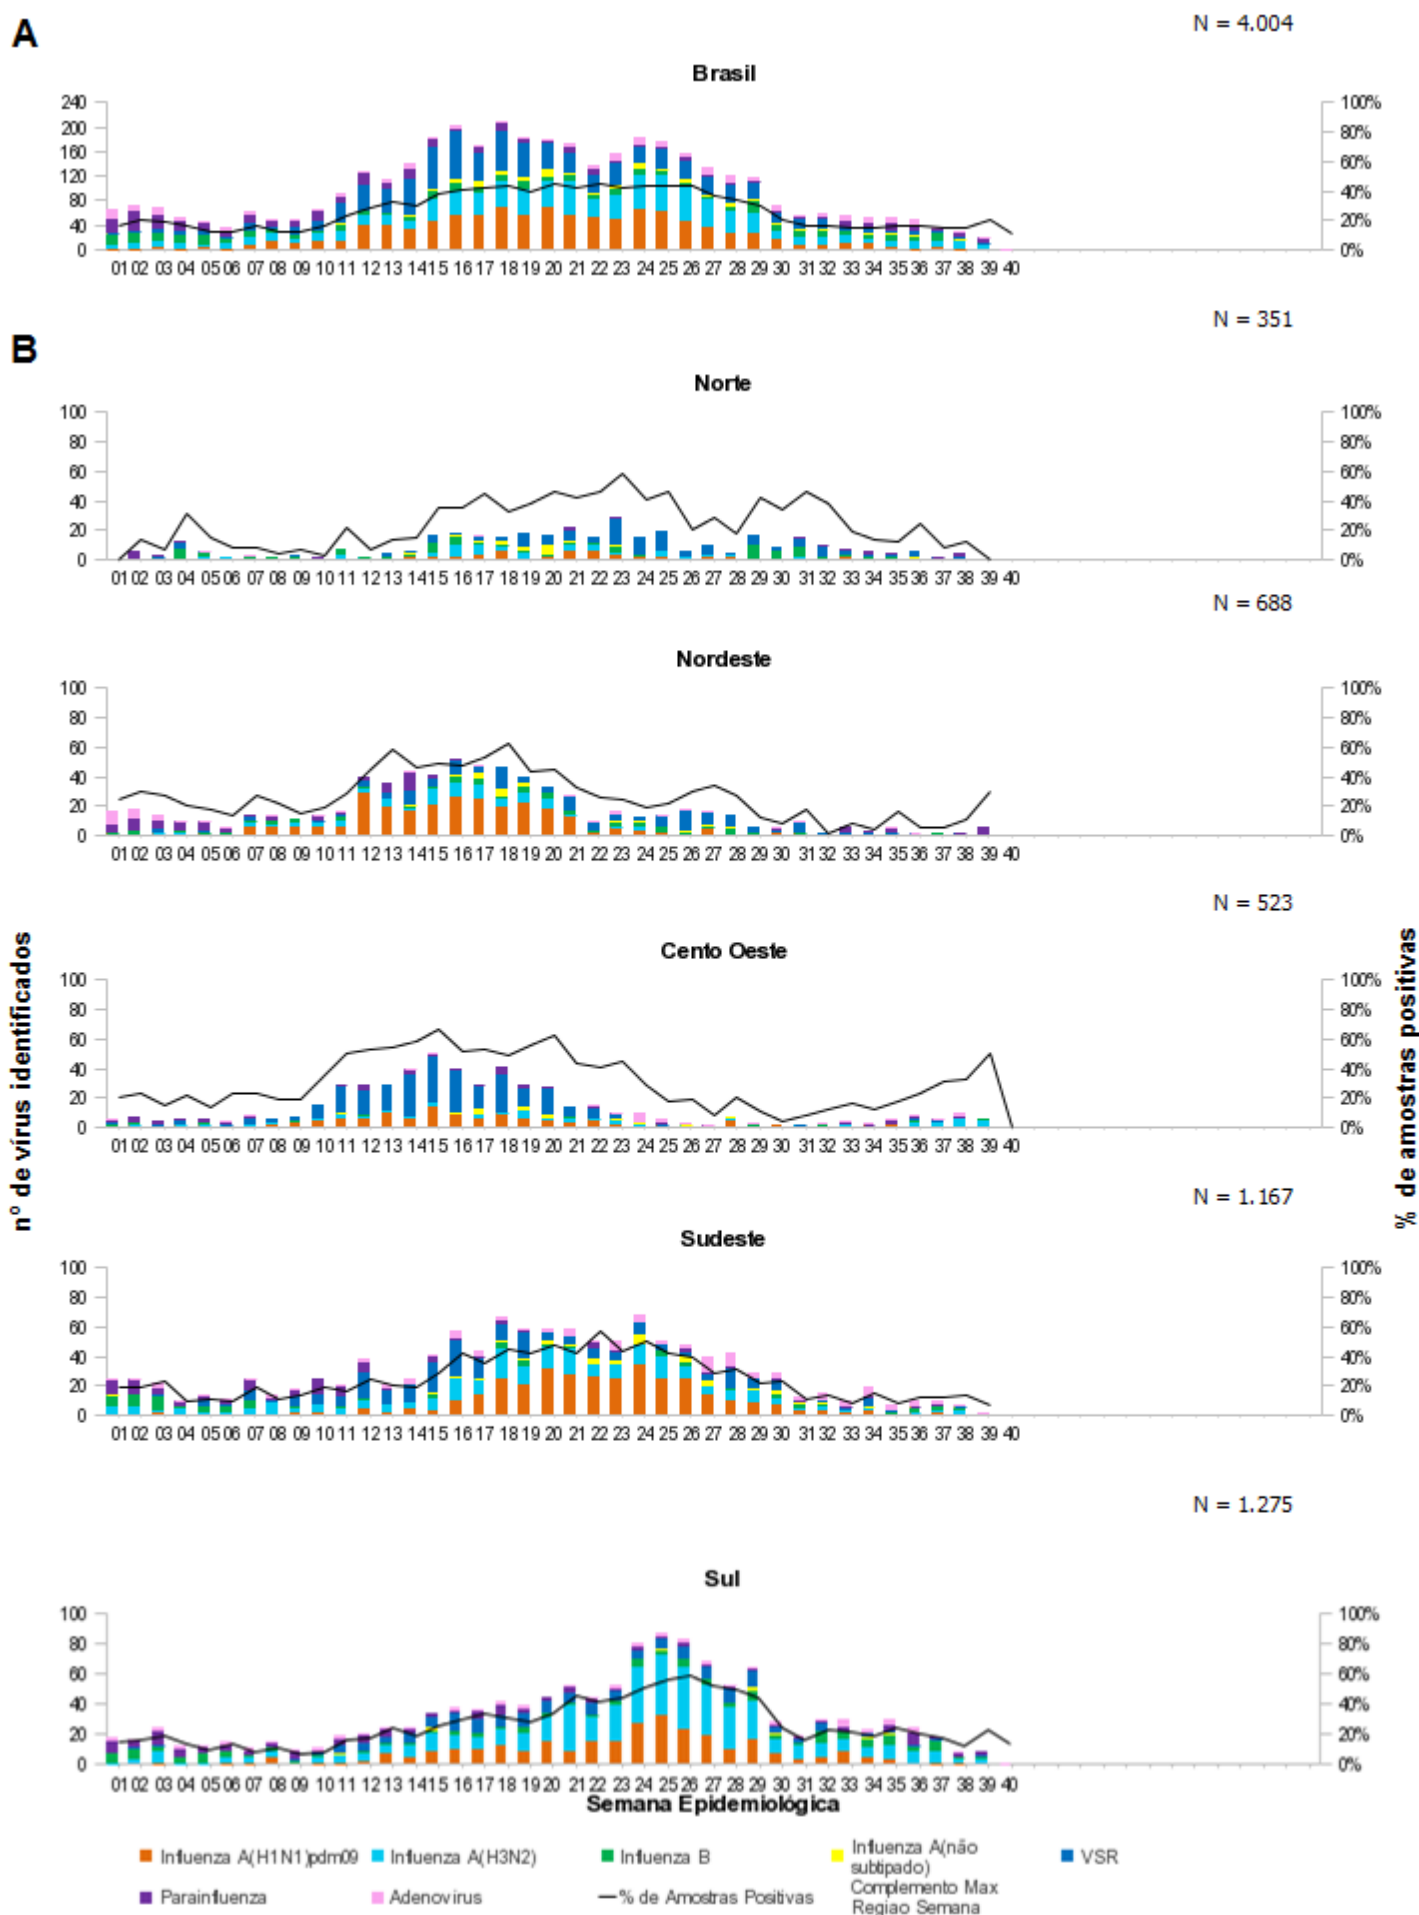 A
N = 4.004
Brasil
240
200
160
120
80
40
0
100%
80%
60%
40%
20%
0%
01 02 03 04 05 06 07 08 09 10 11 12 13 14 15 16 17 18 19 20 21 22 23 24 25 26 27 28 29 30 31 32 33 34 35 36 37 38 39 40
N = 351
B
Norte
100
80
60
40
20
0
100%
80%
60%
40%
20%
0%
01 02 03 04 05 06 07 08 09 10 11 12 13 14 15 16 17 18 19 20 21 22 23 24 25 26 27 28 29 30 31 32 33 34 35 36 37 38 39 40
N = 688
Nordeste
100
80
60
40
20
0
100%
80%
60%
40%
20%
0%
01 02 03 04 05 06 07 08 09 10 11 12 13 14 15 16 17 18 19 20 21 22 23 24 25 26 27 28 29 30 31 32 33 34 35 36 37 38 39 40
N = 523
Cento Oeste
100
80
60
40
20
0
100%
80%
60%
40%
20%
0%
01 02 03 04 05 06 07 08 09 10 11 12 13 14 15 16 17 18 19 20 21 22 23 24 25 26 27 28 29 30 31 32 33 34 35 36 37 38 39 40
nº de vírus identificados
% de amostras positivas
N = 1.167
Sudeste
100
80
60
40
20
0
100%
80%
60%
40%
20%
0%
01 02 03 04 05 06 07 08 09 10 11 12 13 14 15 16 17 18 19 20 21 22 23 24 25 26 27 28 29 30 31 32 33 34 35 36 37 38 39 40
N = 1.275
Sul
100
80
60
40
20
0
100%
80%
60%
40%
20%
0%
01 02 03 04 05 06 07 08 09 10 11 12 13 14 15 16 17 18 19 20 21 22 23 24 25 26 27 28 29 30 31 32 33 34 35 36 37 38 39 40
Semana Epidemiológica
Influenza A(H1N1)pdm09
Influenza A(H3N2)
Influenza B
Influenza A(não
subtipado)
VSR
Parainfluenza
Adenovirus
% de Amostras Positivas
Complemento Max
Regiao Semana